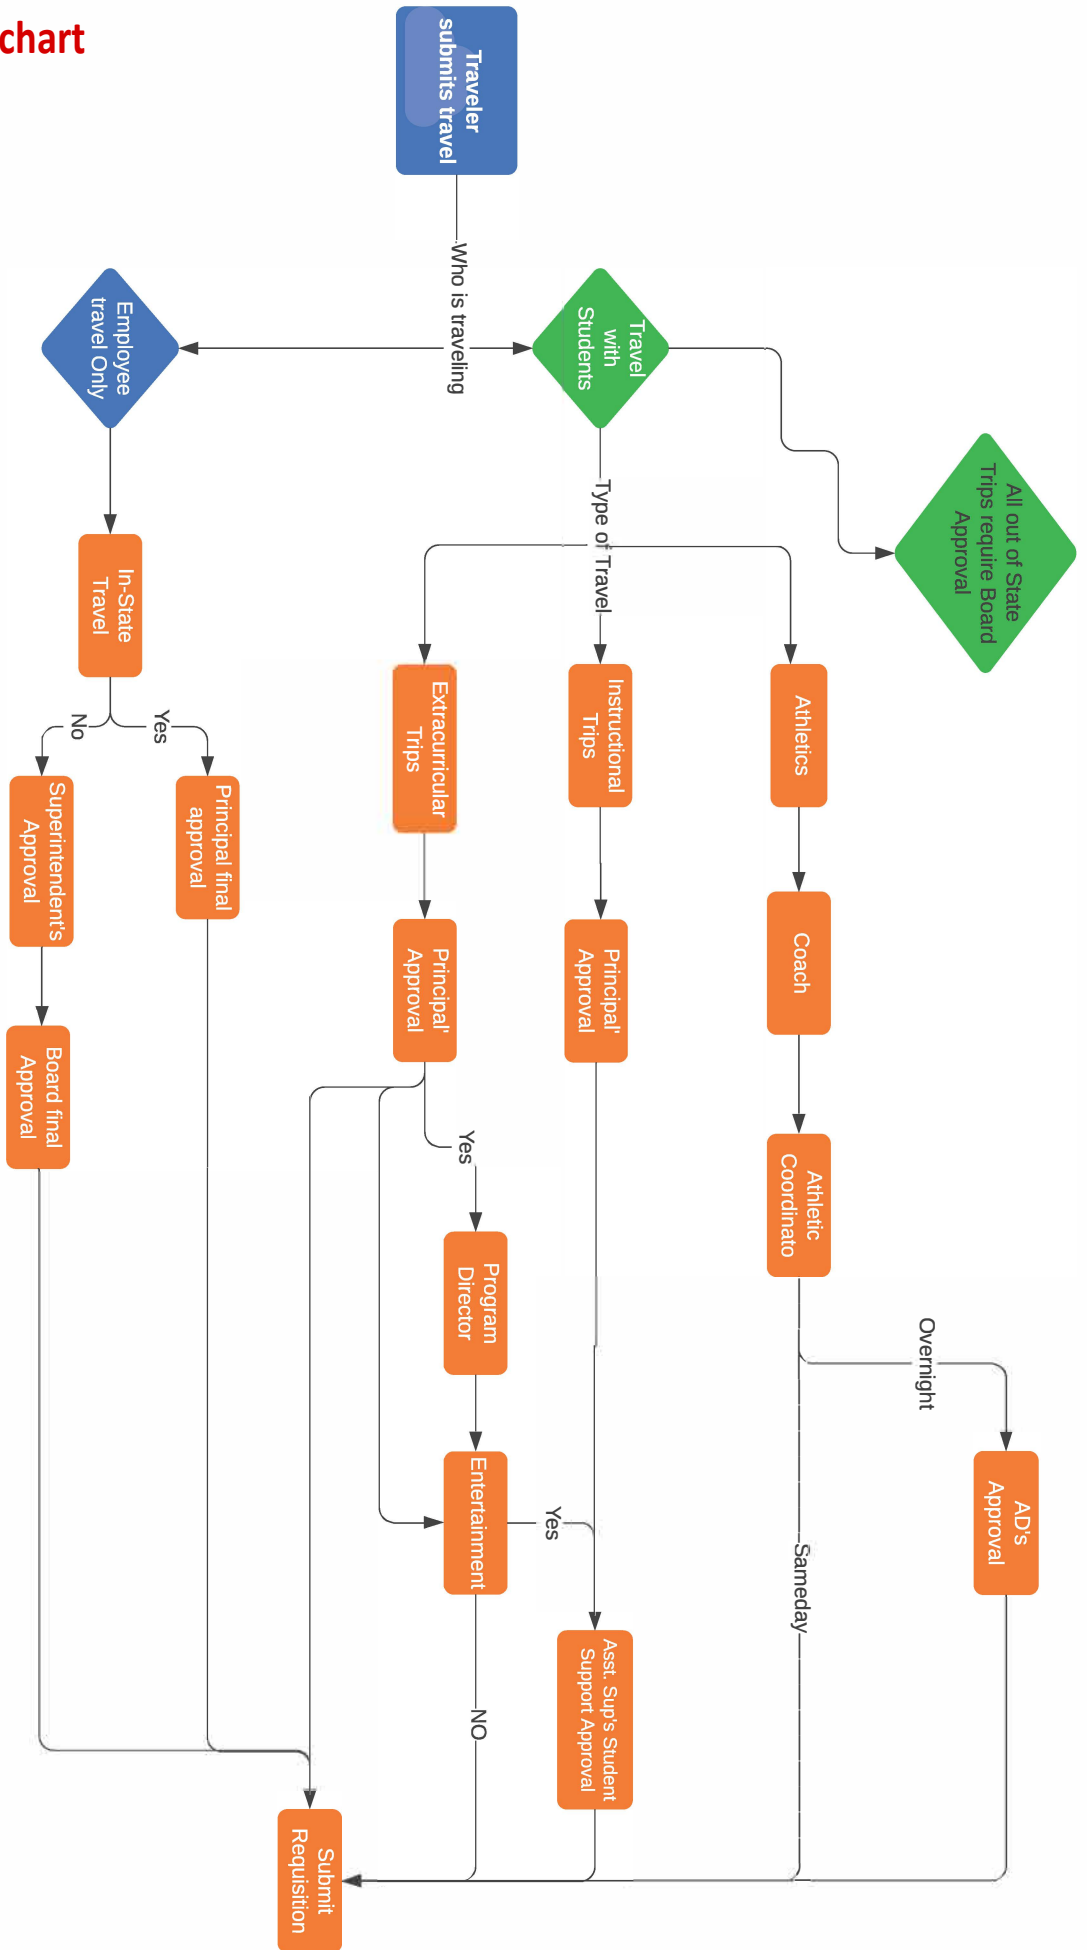 chart
Traveler
submits travel
Who is traveling
Travel
with
Students
Employee
travel Only
All out of State
Trips require Board
Approval
Type of Travel
Athletics
Instructional
Trips
Extracurricular
Trips
In-State
Travel
Yes
No
Principal final
approval
Superintendent's
Approval
Board final
Approval
Coach
Principal'
Approval
Principal'
Approval
Athletic
Coordinato
Yes
Program
Director
Overnight
AD's
Approval
Sameday
Entertainment
Yes
NO
Asst. Sup's Student
Support Approval
Submit
Requisition